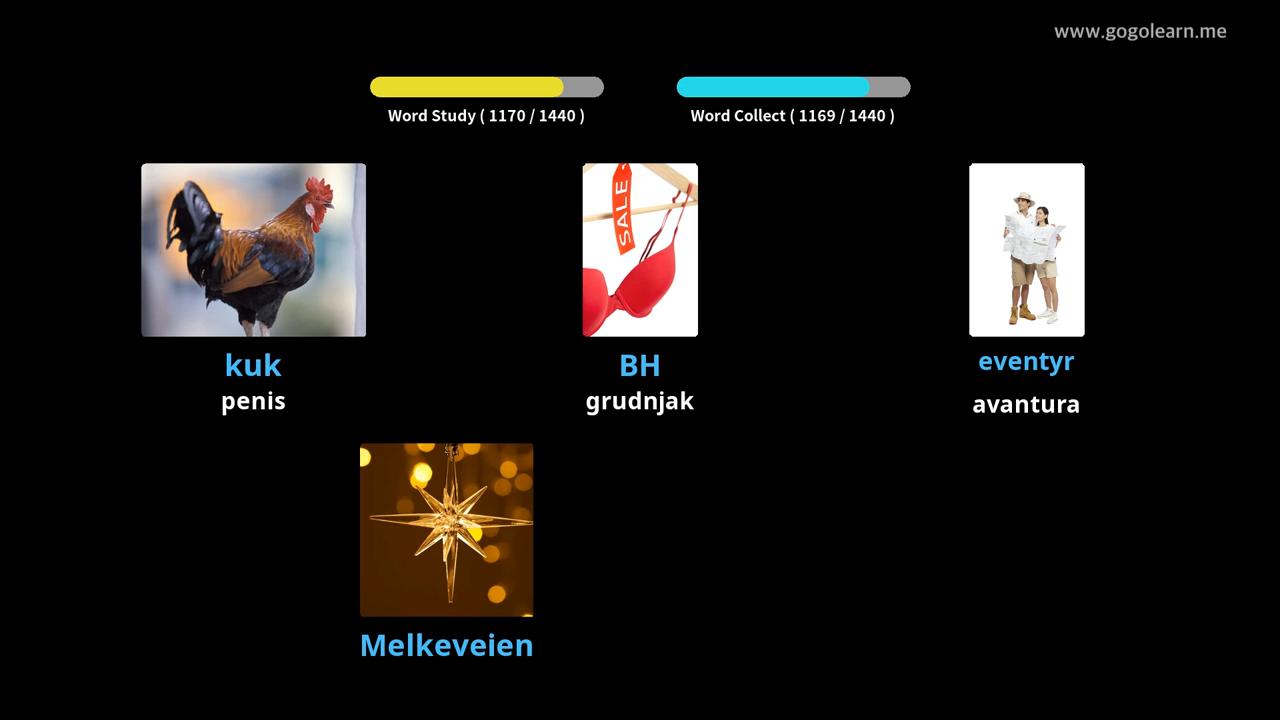 www.gogolearn.me
Word Study ( 1170 / 1440 )
Word Collect ( 1169 / 1440 )
SALE
kuk
penis
BH
grudnjak
eventyr
avantura
Melkeveien